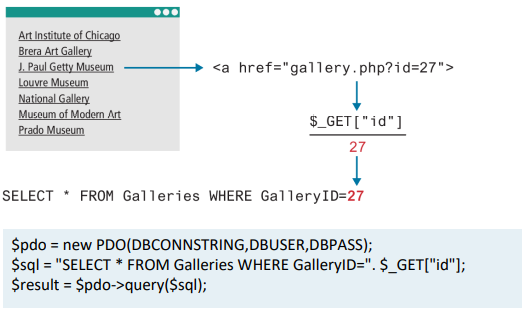 Art Institute of Chicago
Brera Art Gallery
J. Paul Getty Museum
Louvre Museum
National Gallery
Museum of Modern Art
Prado Museum
<a href="gallery.php?id=27">
$_GET["id"]
27
SELECT * FROM Galleries WHERE GalleryID=27
$pdo = new PDO(DBCONNSTRING,DBUSER,DBPASS);
$sql = "SELECT * FROM Galleries WHERE GalleryID=". $_GET["id"];
$result = $pdo->query($sql);